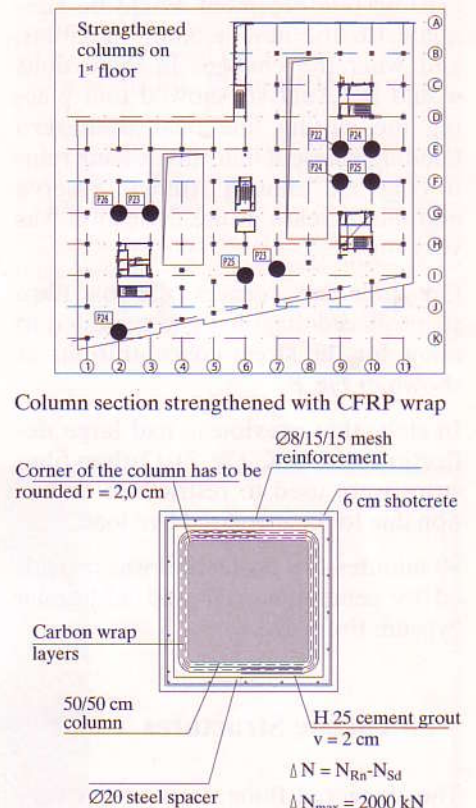 Strengthened
columns on
1st floor
A
B
C
D
E
F
G
H
I
J
K
P22 P24
P24 P25
P26 P23
P25 P23
P24
1 2 3 4 5 6 7 8 9 10 11
Column section strengthened with CFRP wrap
Ø8/15/15 mesh
reinforcement
Corner of the column has to be
rounded r = 2,0 cm
6 cm shotcrete
Carbon wrap
layers
50/50 cm
column
H 25 cement grout
v = 2 cm
Ø20 steel spacer
Δ N = NRn-NSd
Δ Nmax = 2000 kN